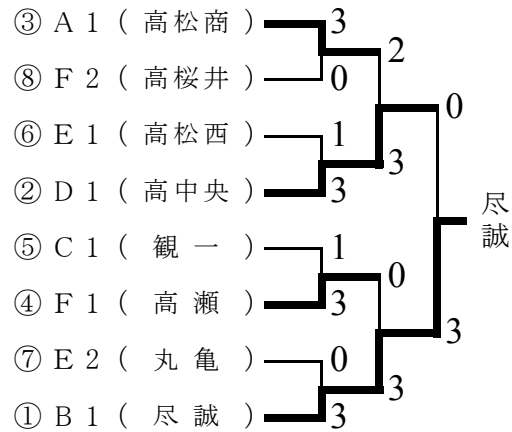 ③ A 1 ( 高松商 ) 3
2
⑧ F 2 ( 高桜井 ) 0
0
⑥ E 1 ( 高松西 ) 1
3
② D 1 ( 高中央 ) 3
尽誠
⑤ C 1 ( 観一 ) 1
0
④ F 1 ( 高瀬 ) 3
3
⑦ E 2 ( 丸亀 ) 0
3
① B 1 ( 尽誠 ) 3